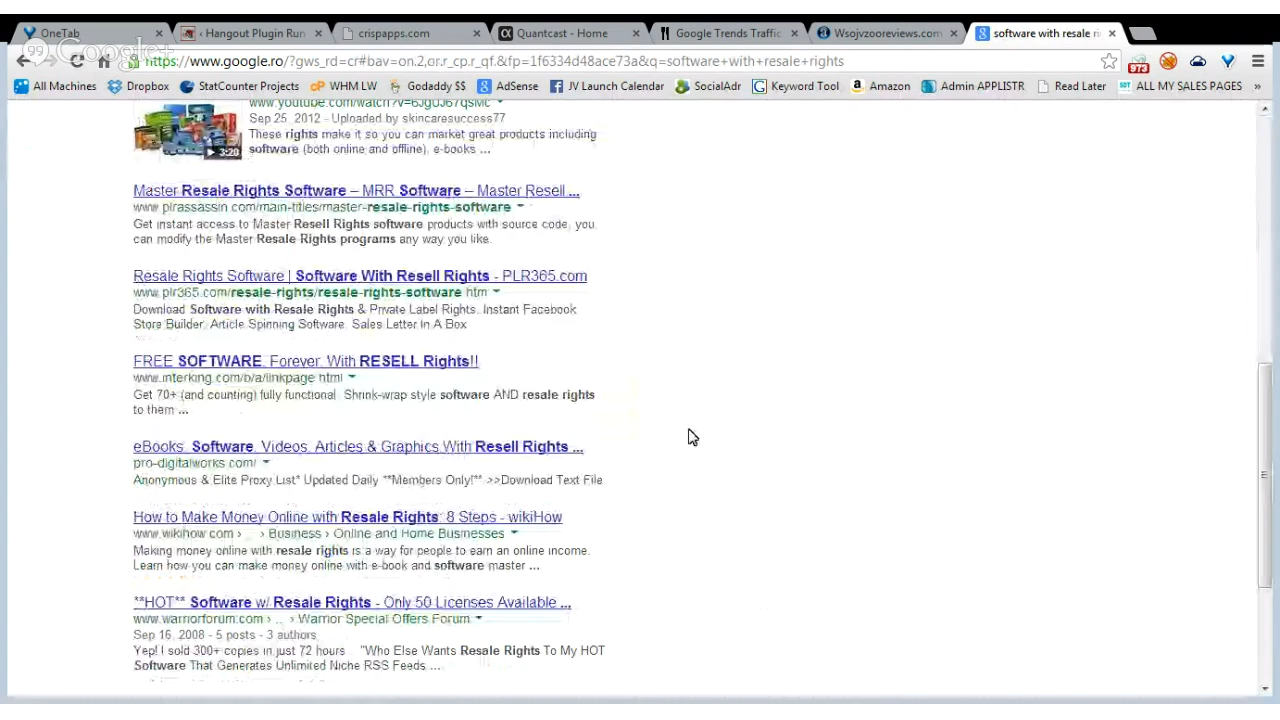 OneTab
‹ Hangout Plugin Run
crispapps.com
Quantcast - Home
Google Trends Traffic
Wsojvzooreviews.com
software with resale ri
Google+
https://www.google.ro/?gws_rd=cr#bav=on.2,or.r_cp.r_qf.&fp=1f6334d48ace73a&q=software+with+resale+rights
973
All Machines
Dropbox
StatCounter Projects
WHM LW
Godeddy $$
AdSense
JV Launch Calendar
SocialAdr
Keyword Tool
Amazon
Admin APPLISTR
Read Later
ALL MY SALES PAGES
»
3:20
Sep 25, 2012 - Uploaded by skincaresuccess77
These rights make it so you can market great products including
software (both online and offline), e-books ...
Master Resale Rights Software – MRR Software – Master Resell ...
www.plrassassin.com/main-titles/master-resale-rights-software
Get instant access to Master Resell Rights software products with source code, you
can modify the Master Resale Rights programs any way you like.
Resale Rights Software | Software With Resell Rights - PLR365.com
www.plr365.com/resale-rights/resale-rights-software.htm
Download Software with Resale Rights & Private Label Rights. Instant Facebook
Store Builder. Article Spinning Software. Sales Letter In A Box
FREE SOFTWARE. Forever. With RESELL Rights!!
www.interking.com/b/a/linkpage.html
Get 70+ (and counting) fully functional. Shrink-wrap style software AND resale rights
to them ...
eBooks, Software, Videos, Articles & Graphics With Resell Rights ...
pro-digitalworks.com/
Anonymous & Elite Proxy List* Updated Daily **Members Only!** >>Download Text File
How to Make Money Online with Resale Rights: 8 Steps - wikiHow
www.wikihow.com › ... › Business › Online and Home Businesses
Making money online with resale rights is a way for people to earn an online income.
Learn how you can make money online with e-book and software master ...
**HOT** Software w/ Resale Rights - Only 50 Licenses Available ...
www.warriorforum.com › ... › Warrior Special Offers Forum
Sep 16, 2008 - 5 posts - 3 authors
Yep! I sold 300+ copies in just 72 hours ... "Who Else Wants Resale Rights To My HOT
Software That Generates Unlimited Niche RSS Feeds ...